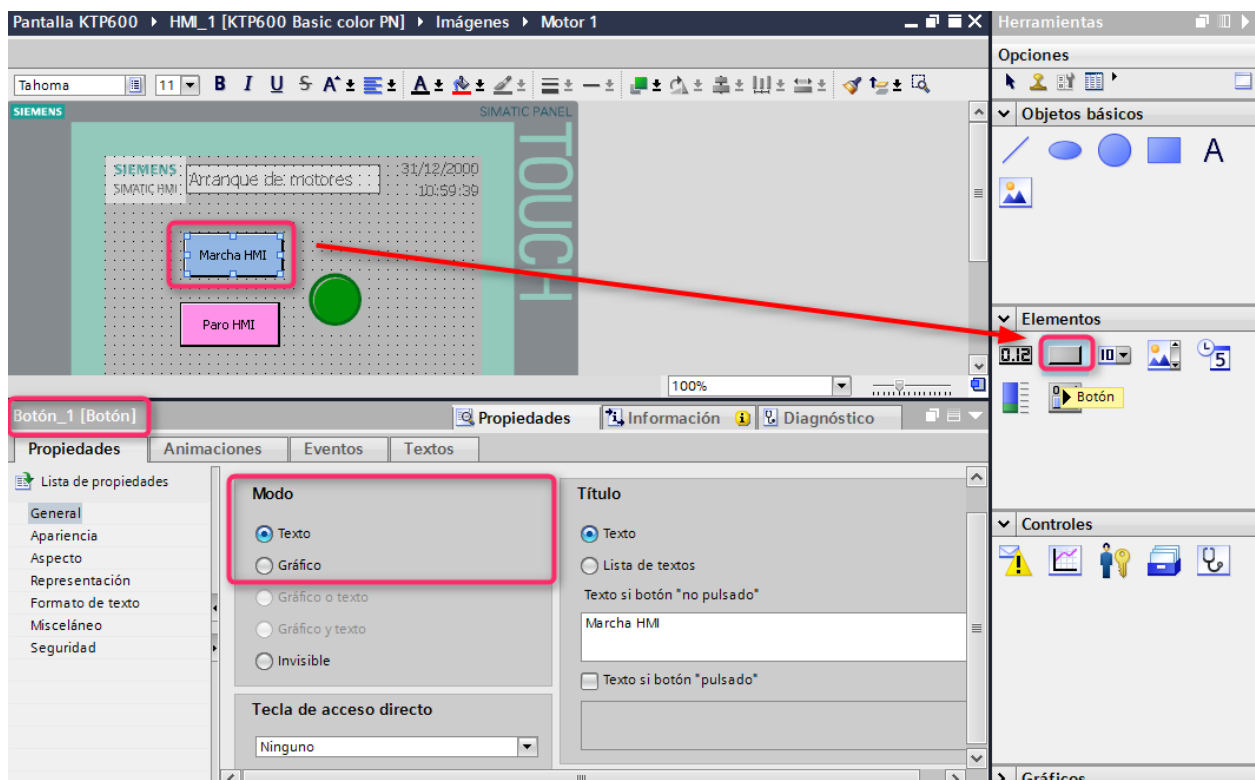 Pantalla KTP600 ▸ HMI_1 [KTP600 Basic color PN] ▸ Imágenes ▸ Motor 1
Herramientas
Opciones
Tahoma
11
B I U S A A
SIEMENS
SIMATIC PANEL
TOUCH
SIEMENS
SIMATIC HMI
Arranque de motores
31/12/2000
10:59:39
Marcha HMI
Paro HMI
100%
Objetos básicos
A
Elementos
0.12
10
5
0
Botón
Controles
Gráficos
Botón_1 [Botón]
Propiedades
Información
Diagnóstico
Propiedades
Animaciones
Eventos
Textos
Lista de propiedades
General
Apariencia
Aspecto
Representación
Formato de texto
Misceláneo
Seguridad
Modo
Texto
Gráfico
Gráfico o texto
Gráfico y texto
Invisible
Tecla de acceso directo
Ninguno
Título
Texto
Lista de textos
Texto si botón "no pulsado"
Marcha HMI
Texto si botón "pulsado"